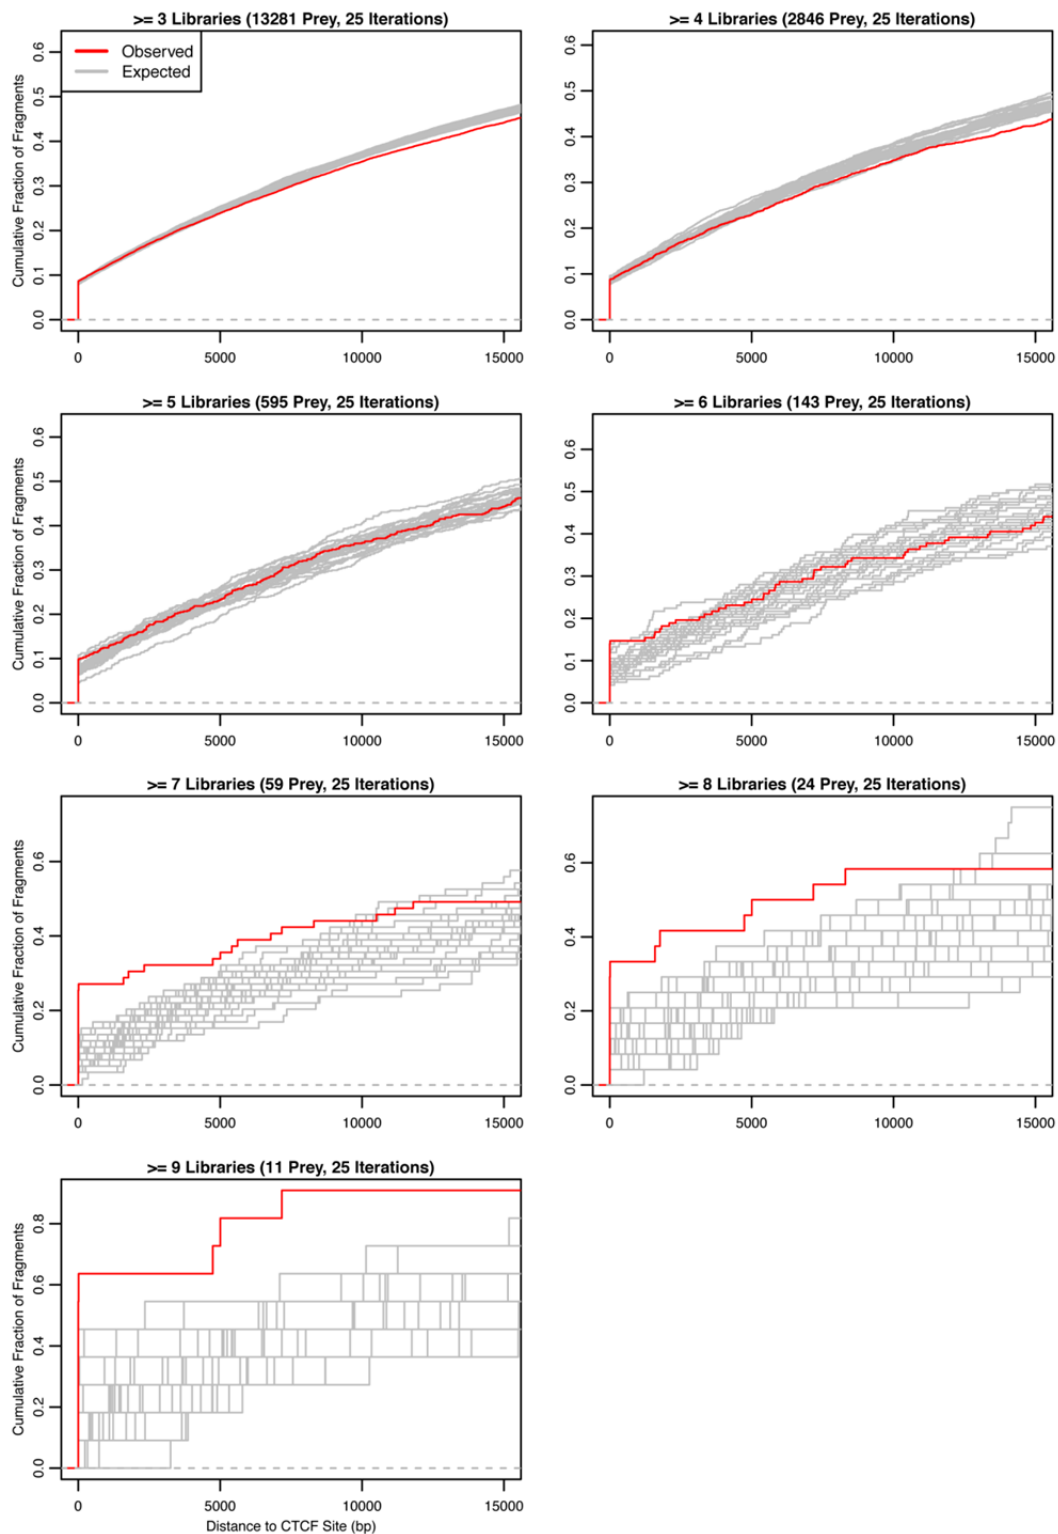 >= 3 Libraries (13281 Prey, 25 Iterations)
Observed
Expected
Cumulative Fraction of Fragments
0.0 0.1 0.2 0.3 0.4 0.5 0.6
0 5000 10000 15000
>= 4 Libraries (2846 Prey, 25 Iterations)
0.0 0.1 0.2 0.3 0.4 0.5 0.6
0 5000 10000 15000
>= 5 Libraries (595 Prey, 25 Iterations)
Cumulative Fraction of Fragments
0.0 0.1 0.2 0.3 0.4 0.5 0.6
0 5000 10000 15000
>= 6 Libraries (143 Prey, 25 Iterations)
0.0 0.1 0.2 0.3 0.4 0.5 0.6
0 5000 10000 15000
>= 7 Libraries (59 Prey, 25 Iterations)
Cumulative Fraction of Fragments
0.0 0.2 0.4 0.6
0 5000 10000 15000
>= 8 Libraries (24 Prey, 25 Iterations)
0.0 0.2 0.4 0.6
0 5000 10000 15000
>= 9 Libraries (11 Prey, 25 Iterations)
Cumulative Fraction of Fragments
0.0 0.2 0.4 0.6 0.8
0 5000 10000 15000
Distance to CTCF Site (bp)